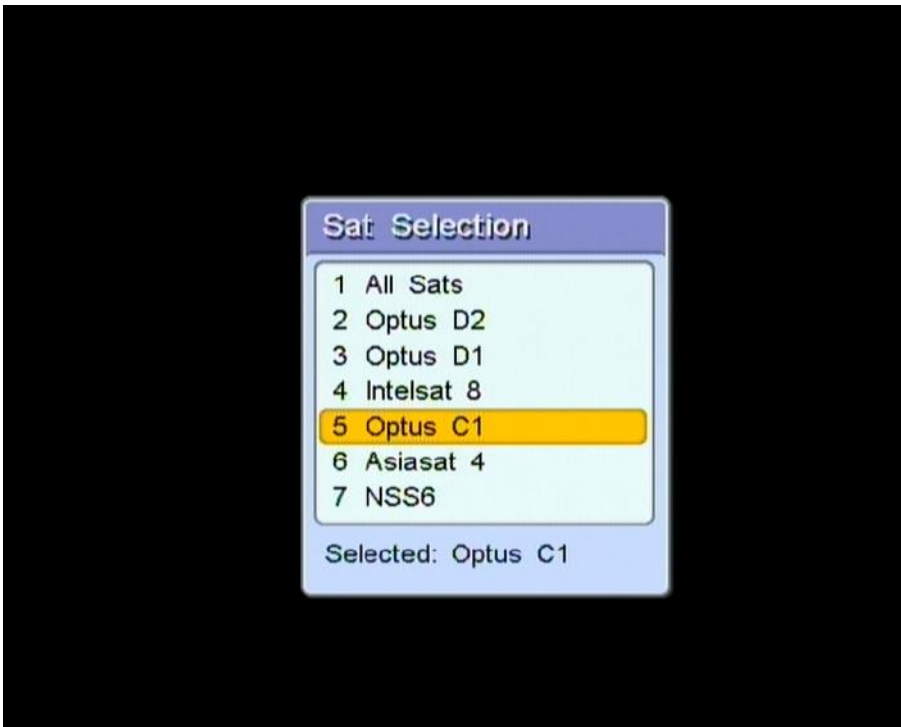 Sat Selection
1 All Sats
2 Optus D2
3 Optus D1
4 Intelsat 8
5 Optus C1
6 Asiasat 4
7 NSS6
Selected: Optus C1